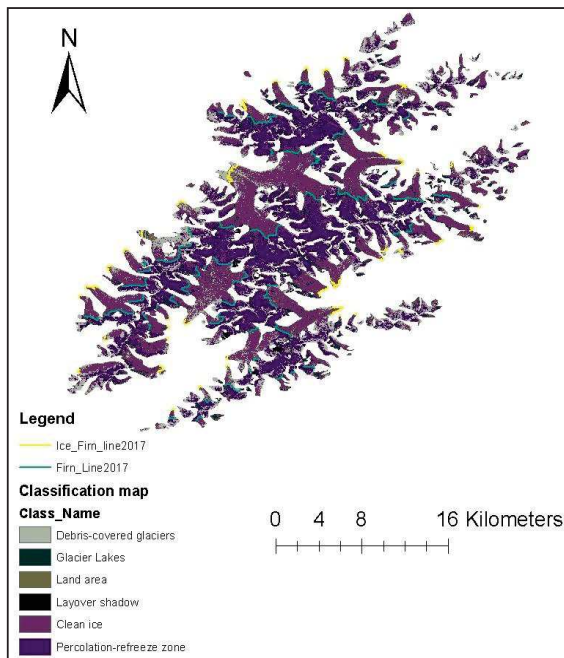 N
Legend
Ice_Firn_line2017
Firn_Line2017
Classification map
Class_Name
Debris-covered glaciers
Glacier Lakes
Land area
Layover shadow
Clean ice
Percolation-refreeze zone
0 4 8 16 Kilometers